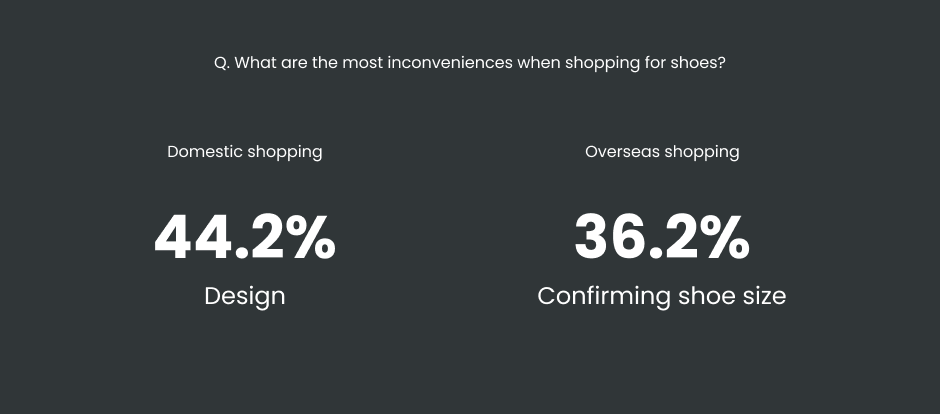 Q. What are the most inconveniences when shopping for shoes?
Domestic shopping
44.2%
Design
Overseas shopping
36.2%
Confirming shoe size